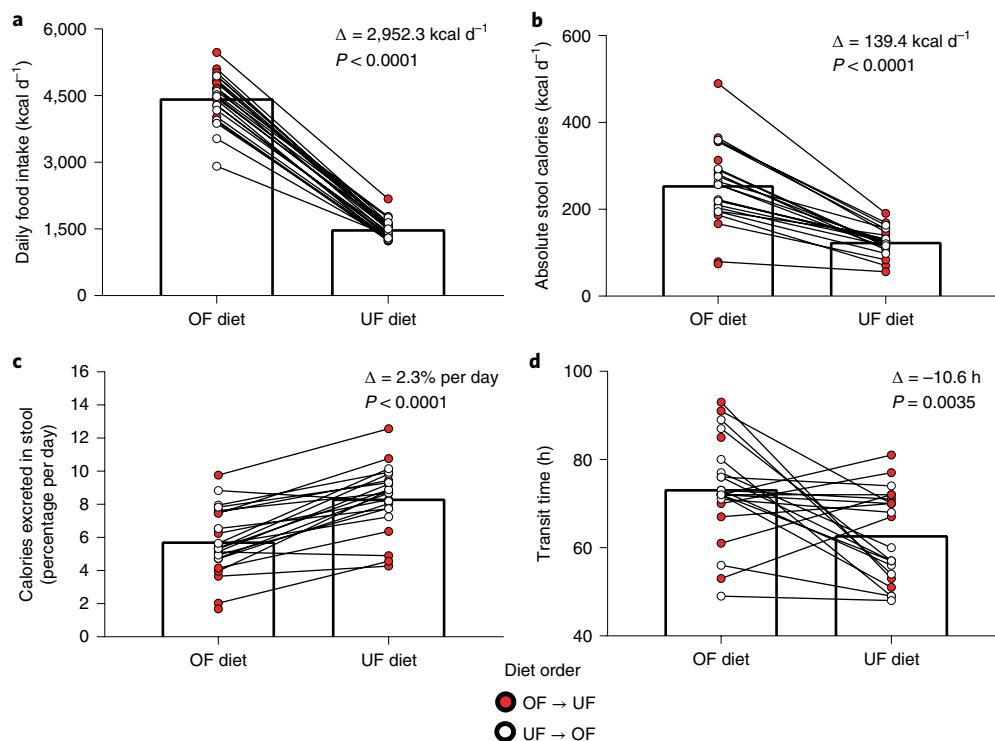 a
Daily food intake (kcal d⁻¹)
6,000
4,500
3,000
1,500
0
Δ = 2,952.3 kcal d⁻¹
P < 0.0001
OF diet
UF diet
b
Absolute stool calories (kcal d⁻¹)
600
400
200
0
Δ = 139.4 kcal d⁻¹
P < 0.0001
OF diet
UF diet
c
Calories excreted in stool
(percentage per day)
16
14
12
10
8
6
4
2
0
Δ = 2.3% per day
P < 0.0001
OF diet
UF diet
d
Transit time (h)
100
80
60
40
Δ = −10.6 h
P = 0.0035
OF diet
UF diet
Diet order
OF → UF
UF → OF